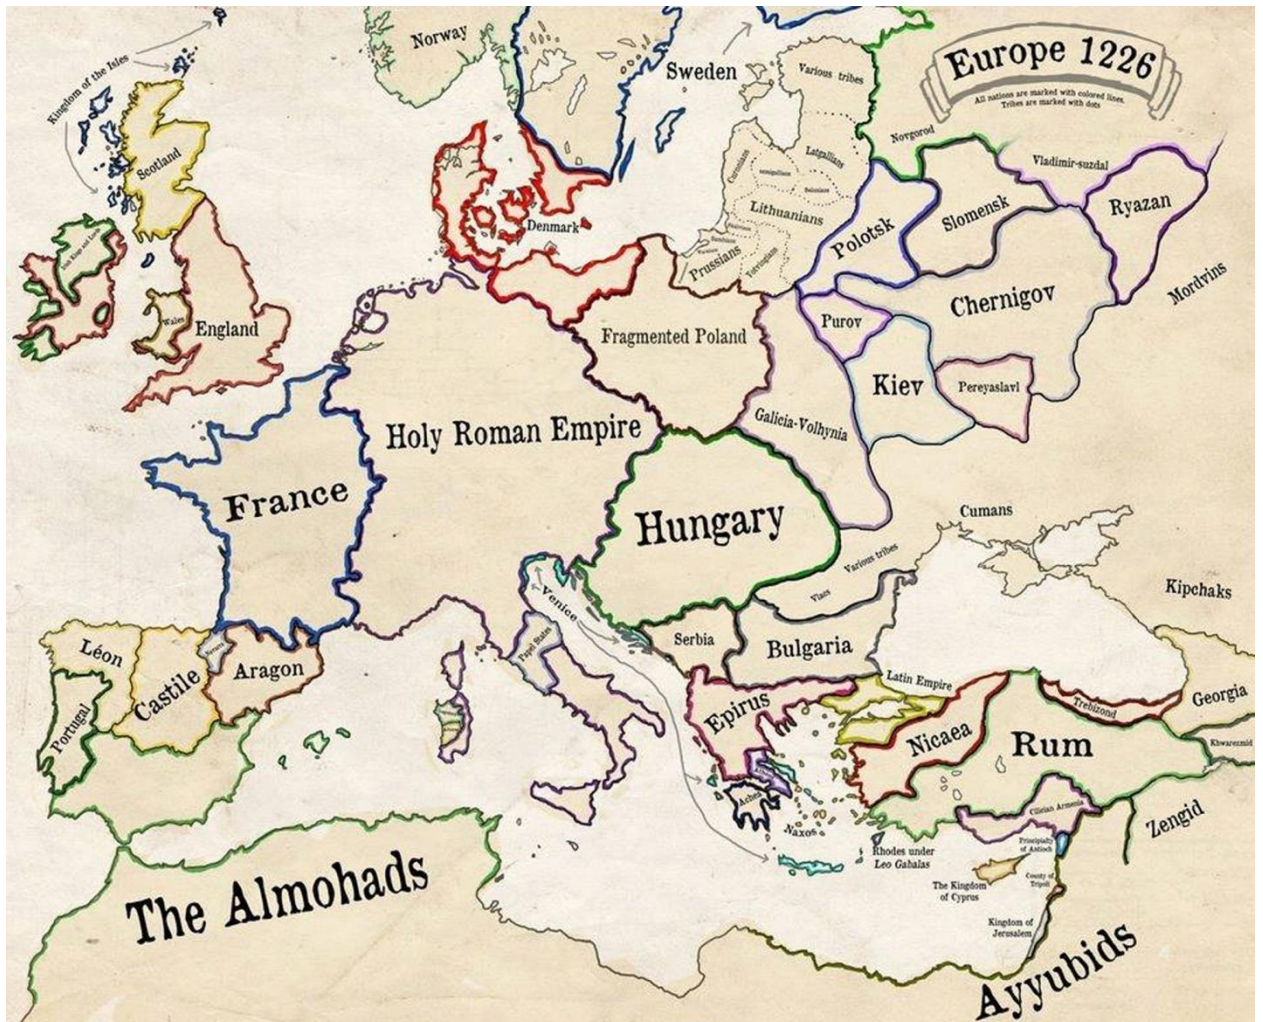 Europe 1226
All nations are marked with colored lines.
Tribes are marked with dots
Norway
Sweden
Various tribes
Kingdom of the Isles
Scotland
Novgorod
Vladimir-suzdal
Curonians
Latgallians
Semigallians
Selonians
Lithuanians
Ryazan
Slomensk
Polotsk
Denmark
Prussians
Yotvingians
Mordvins
Wales
England
Chernigov
Purov
Fragmented Poland
Kiev
Pereyaslavl
Galicia-Volhynia
Holy Roman Empire
France
Hungary
Cumans
Various tribes
Kipchaks
Venice
Vlacs
Papal States
Serbia
Bulgaria
Léon
Castile
Navarra
Aragon
Portugal
Latin Empire
Georgia
Epirus
Trebizond
Nicaea
Rum
Khwarezmid
Achea
Cilician Armenia
Naxos
Zengid
Rhodes under
Leo Gabalas
Principality
of Antioch
County of
Tripoli
The Kingdom
of Cyprus
Kingdom of
Jerusalem
The Almohads
Ayyubids